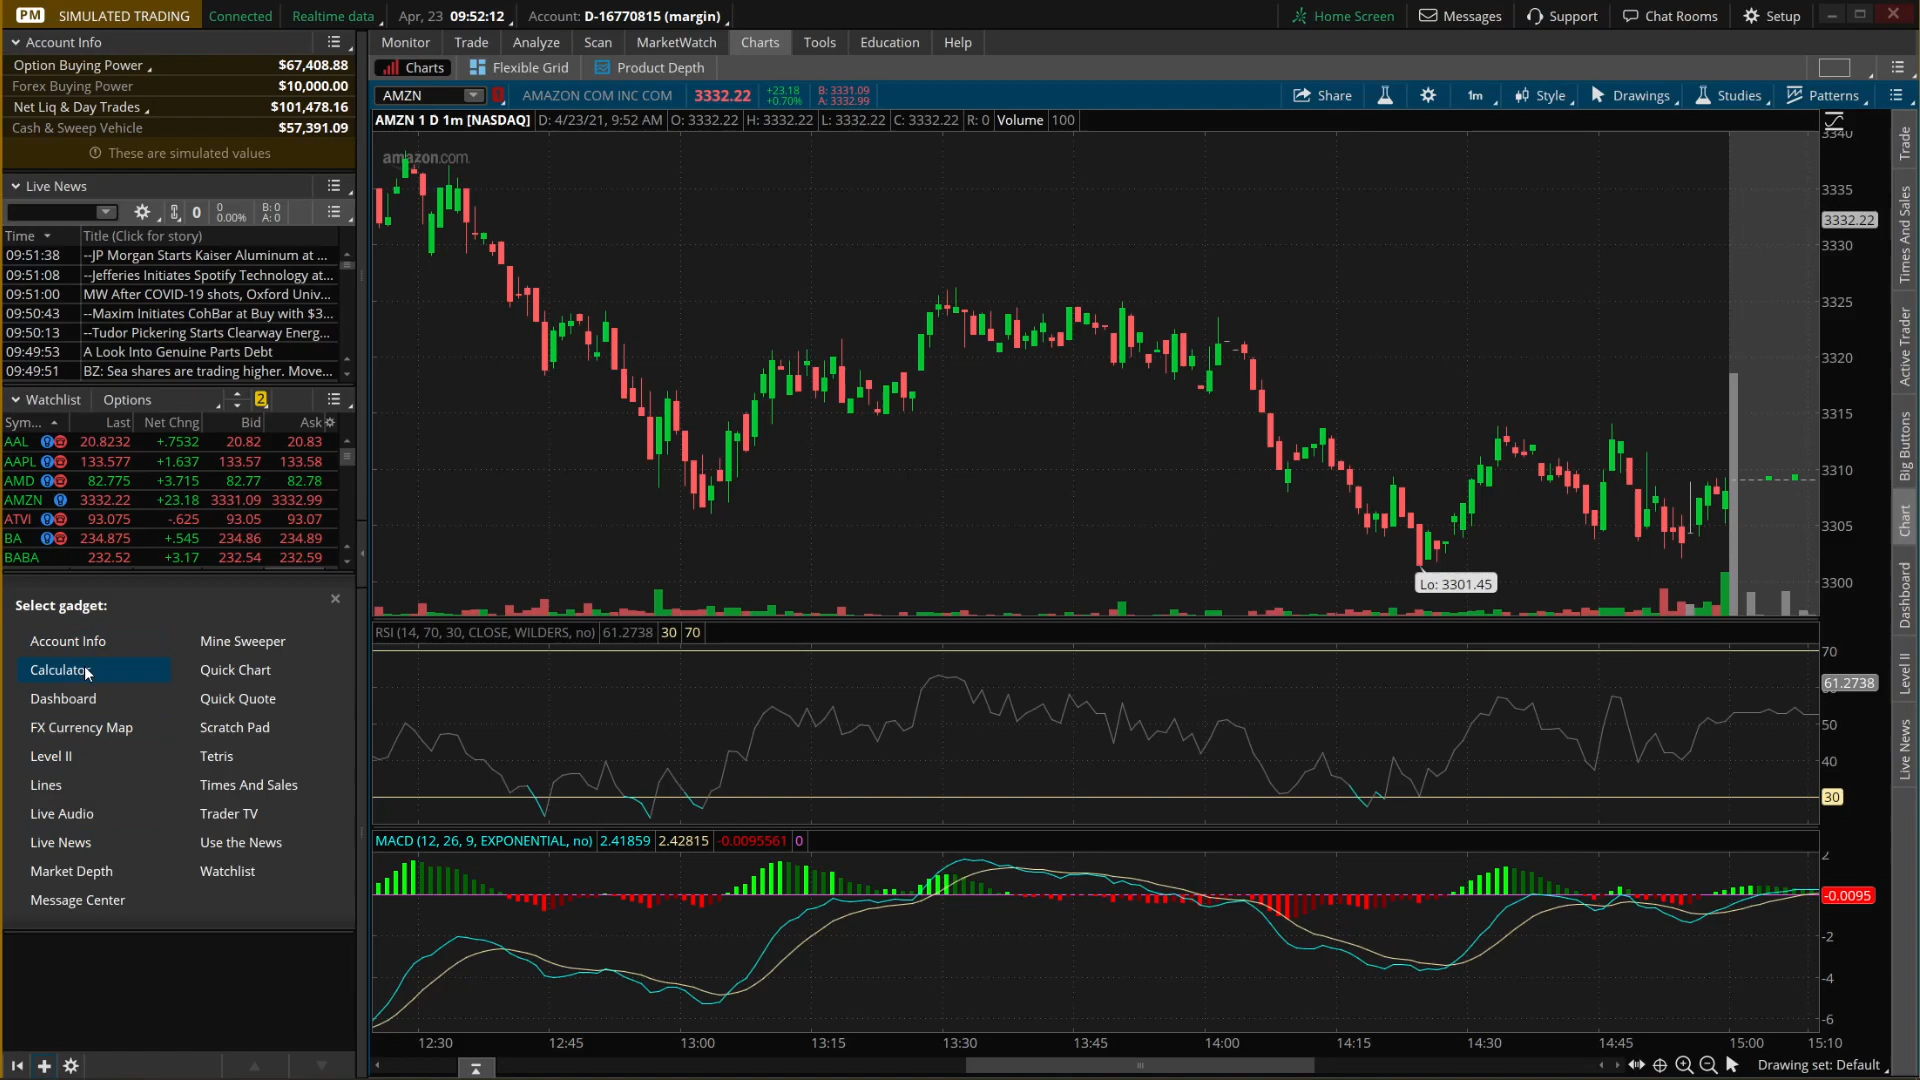 PM SIMULATED TRADING Connected Realtime data Apr, 23 09:52:12 Account: D-16770815 (margin) Home Screen Messages Support Chat Rooms Setup
Account Info
Option Buying Power $67,408.88
Forex Buying Power $10,000.00
Net Liq & Day Trades $101,478.16
Cash & Sweep Vehicle $57,391.09
These are simulated values
Live News
0 0 0.00% B: 0 A: 0
Time Title (Click for story)
09:51:38 --JP Morgan Starts Kaiser Aluminum at ...
09:51:08 --Jefferies Initiates Spotify Technology at...
09:51:00 MW After COVID-19 shots, Oxford Univ...
09:50:43 --Maxim Initiates CohBar at Buy with $3...
09:50:13 --Tudor Pickering Starts Clearway Energ...
09:49:53 A Look Into Genuine Parts Debt
09:49:51 BZ: Sea shares are trading higher. Move...
Watchlist Options 2
Sym... Last Net Chng Bid Ask
AAL 20.8232 +.7532 20.82 20.83
AAPL 133.577 +1.637 133.57 133.58
AMD 82.775 +3.715 82.77 82.78
AMZN 3332.22 +23.18 3331.09 3332.99
ATVI 93.075 -.625 93.05 93.07
BA 234.875 +.545 234.86 234.89
BABA 232.52 +3.17 232.54 232.59
Select gadget:
Account Info Mine Sweeper
Calculator Quick Chart
Dashboard Quick Quote
FX Currency Map Scratch Pad
Level II Tetris
Lines Times And Sales
Live Audio Trader TV
Live News Use the News
Market Depth Watchlist
Message Center
Monitor Trade Analyze Scan MarketWatch Charts Tools Education Help
Charts Flexible Grid Product Depth
AMZN AMAZON COM INC COM 3332.22 +23.18 +0.70% B: 3331.09 A: 3332.99 Share 1m Style Drawings Studies Patterns
AMZN 1 D 1m [NASDAQ] D: 4/23/21, 9:52 AM O: 3332.22 H: 3332.22 L: 3332.22 C: 3332.22 R: 0 Volume 100
amazon.com
3340
3335
3332.22
3330
3325
3320
3315
3310
3305
3300
Lo: 3301.45
RSI (14, 70, 30, CLOSE, WILDERS, no) 61.2738 30 70
70
61.2738
50
40
30
MACD (12, 26, 9, EXPONENTIAL, no) 2.41859 2.42815 -0.0095561 0
2
-0.0095
-2
-4
-6
12:30 12:45 13:00 13:15 13:30 13:45 14:00 14:15 14:30 14:45 15:00 15:10
Drawing set: Default
Trade
Times And Sales
Active Trader
Big Buttons
Chart
Dashboard
Level II
Live News